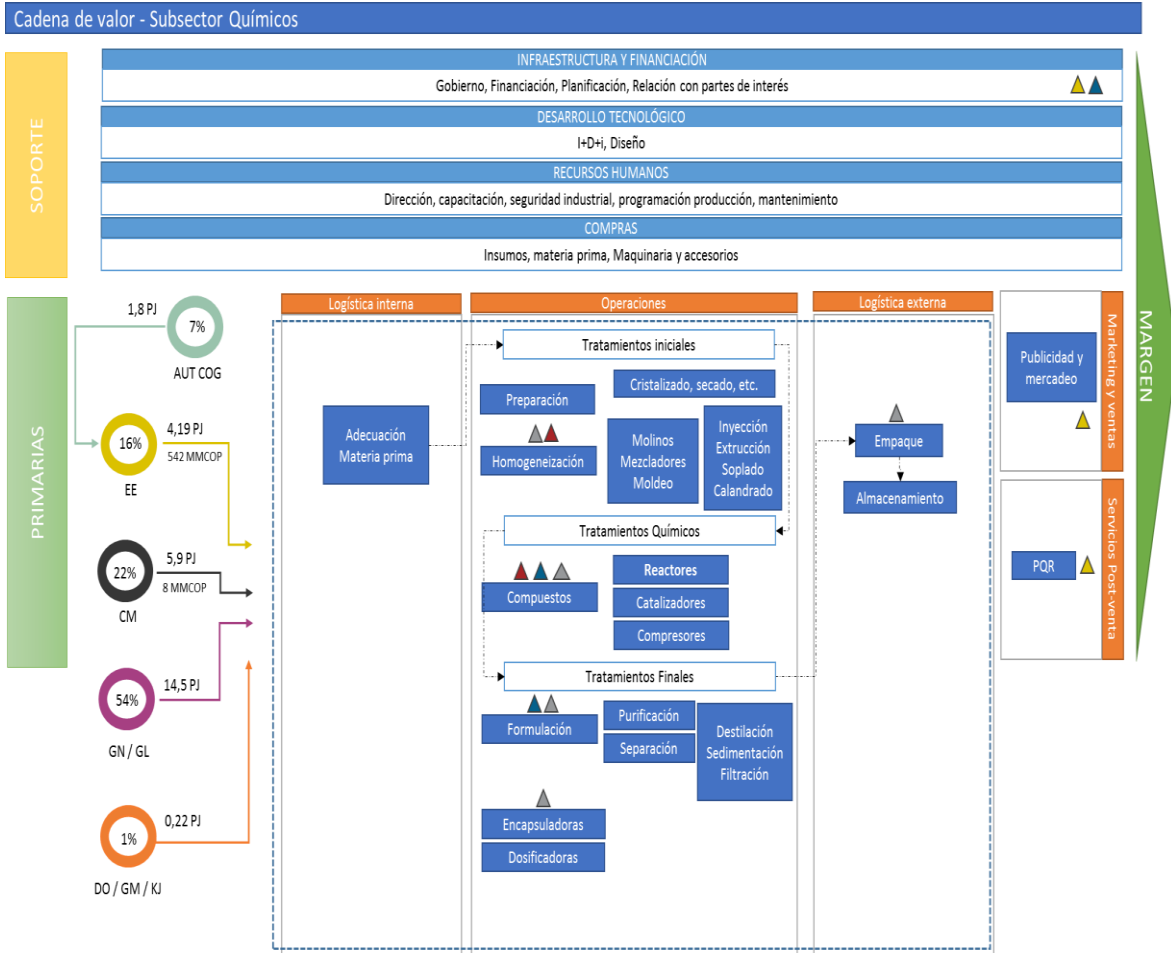 Cadena de valor - Subsector Químicos
SOPORTE
INFRAESTRUCTURA Y FINANCIACIÓN
Gobierno, Financiación, Planificación, Relación con partes de interés
DESARROLLO TECNOLÓGICO
I+D+i, Diseño
RECURSOS HUMANOS
Dirección, capacitación, seguridad industrial, programación producción, mantenimiento
COMPRAS
Insumos, materia prima, Maquinaria y accesorios
MARGEN
PRIMARIAS
1,8 PJ
7%
AUT COG
16%
4,19 PJ
542 MMCOP
EE
22%
5,9 PJ
8 MMCOP
CM
54%
14,5 PJ
GN / GL
1%
0,22 PJ
DO / GM / KJ
Logística interna
Adecuación
Materia prima
Operaciones
Tratamientos iniciales
Preparación
Homogeneización
Cristalizado, secado, etc.
Molinos
Mezcladores
Moldeo
Inyección
Extrucción
Soplado
Calandrado
Tratamientos Químicos
Compuestos
Reactores
Catalizadores
Compresores
Tratamientos Finales
Formulación
Purificación
Separación
Destilación
Sedimentación
Filtración
Encapsuladoras
Dosificadoras
Logística externa
Empaque
Almacenamiento
Marketing y ventas
Publicidad y
mercadeo
Servicios Post-venta
PQR